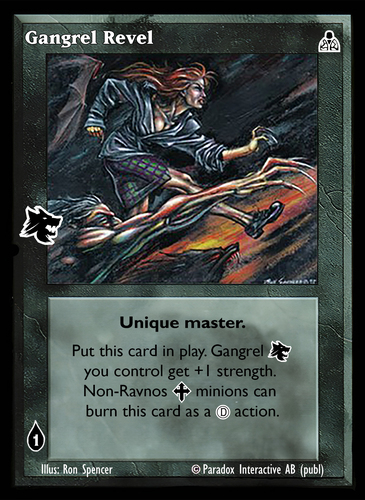 Gangrel Revel
Unique master.
Put this card in play. Gangrel
you control get +1 strength.
Non-Ravnos minions can
burn this card as a D action.
1
Illus: Ron Spencer
© Paradox Interactive AB (publ)